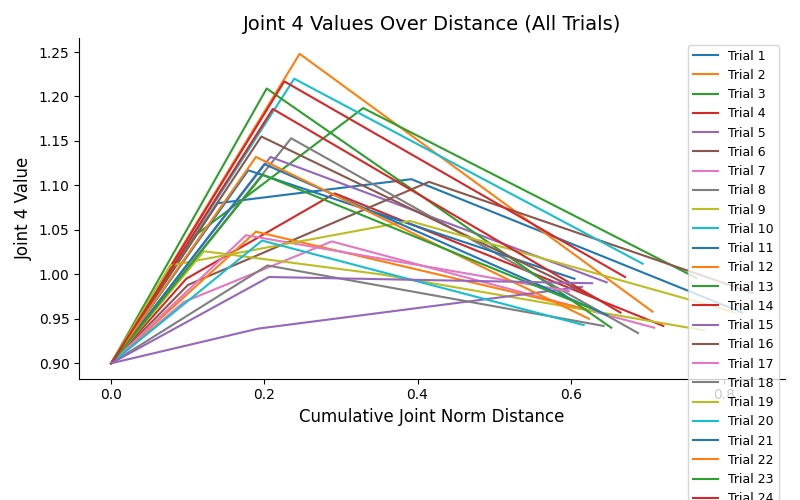 Joint 4 Values Over Distance (All Trials)
Joint 4 Value
1.25
1.20
1.15
1.10
1.05
1.00
0.95
0.90
0.0
0.2
0.4
0.6
0.8
Cumulative Joint Norm Distance
Trial 1
Trial 2
Trial 3
Trial 4
Trial 5
Trial 6
Trial 7
Trial 8
Trial 9
Trial 10
Trial 11
Trial 12
Trial 13
Trial 14
Trial 15
Trial 16
Trial 17
Trial 18
Trial 19
Trial 20
Trial 21
Trial 22
Trial 23
Trial 24